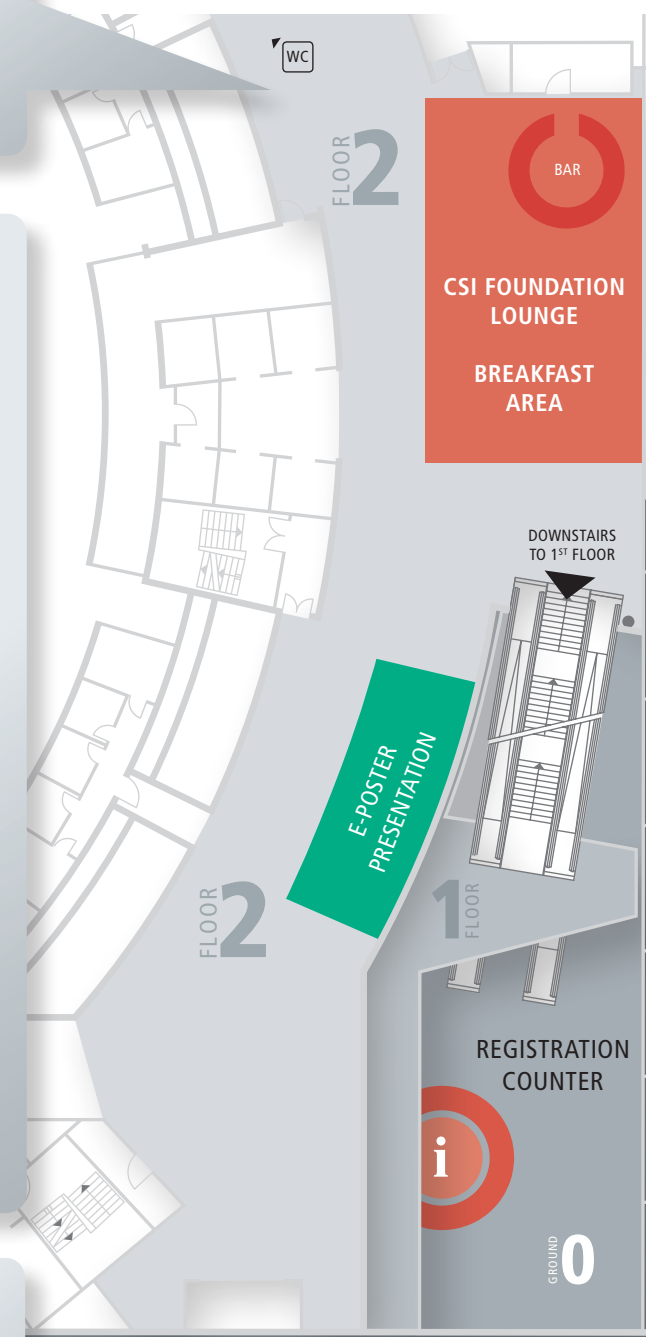 WC
FLOOR 2
BAR
CSI FOUNDATION
LOUNGE
BREAKFAST
AREA
DOWNSTAIRS
TO 1ST FLOOR
E-POSTER
PRESENTATION
FLOOR 2
1 FLOOR
REGISTRATION
COUNTER
i
GROUND 0